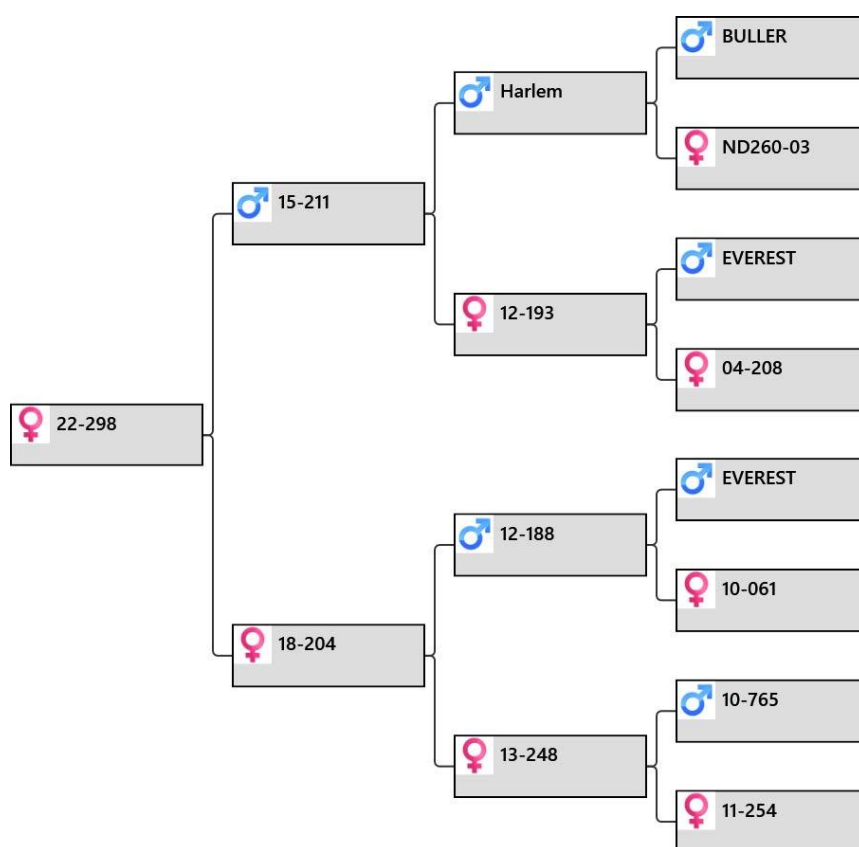 BULLER
Harlem
ND260-03
15-211
EVEREST
12-193
04-208
22-298
EVEREST
12-188
10-061
18-204
10-765
13-248
11-254